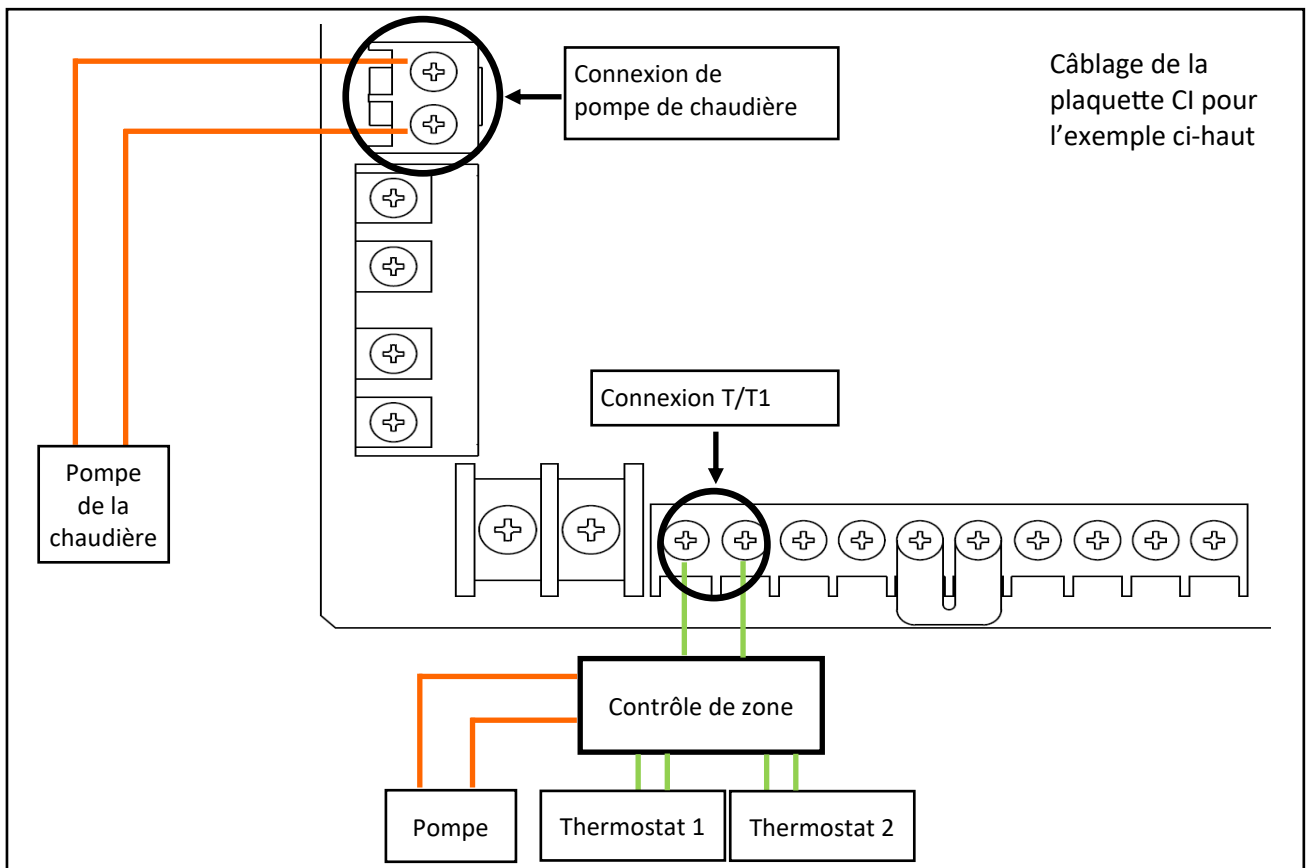 Connexion de
pompe de chaudière
Câblage de la
plaquette CI pour
l’exemple ci-haut
Connexion T/T1
Pompe
de la
chaudière
Contrôle de zone
Pompe
Thermostat 1
Thermostat 2